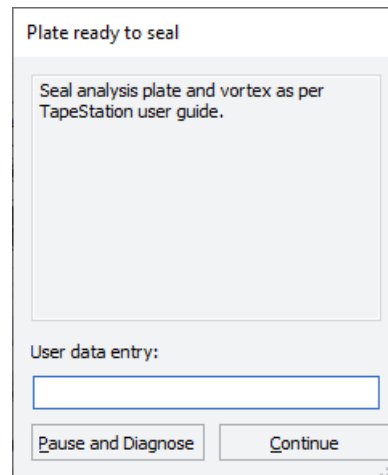 Plate ready to seal
Seal analysis plate and vortex as per
TapeStation user guide.
User data entry:
Pause and Diagnose
Continue